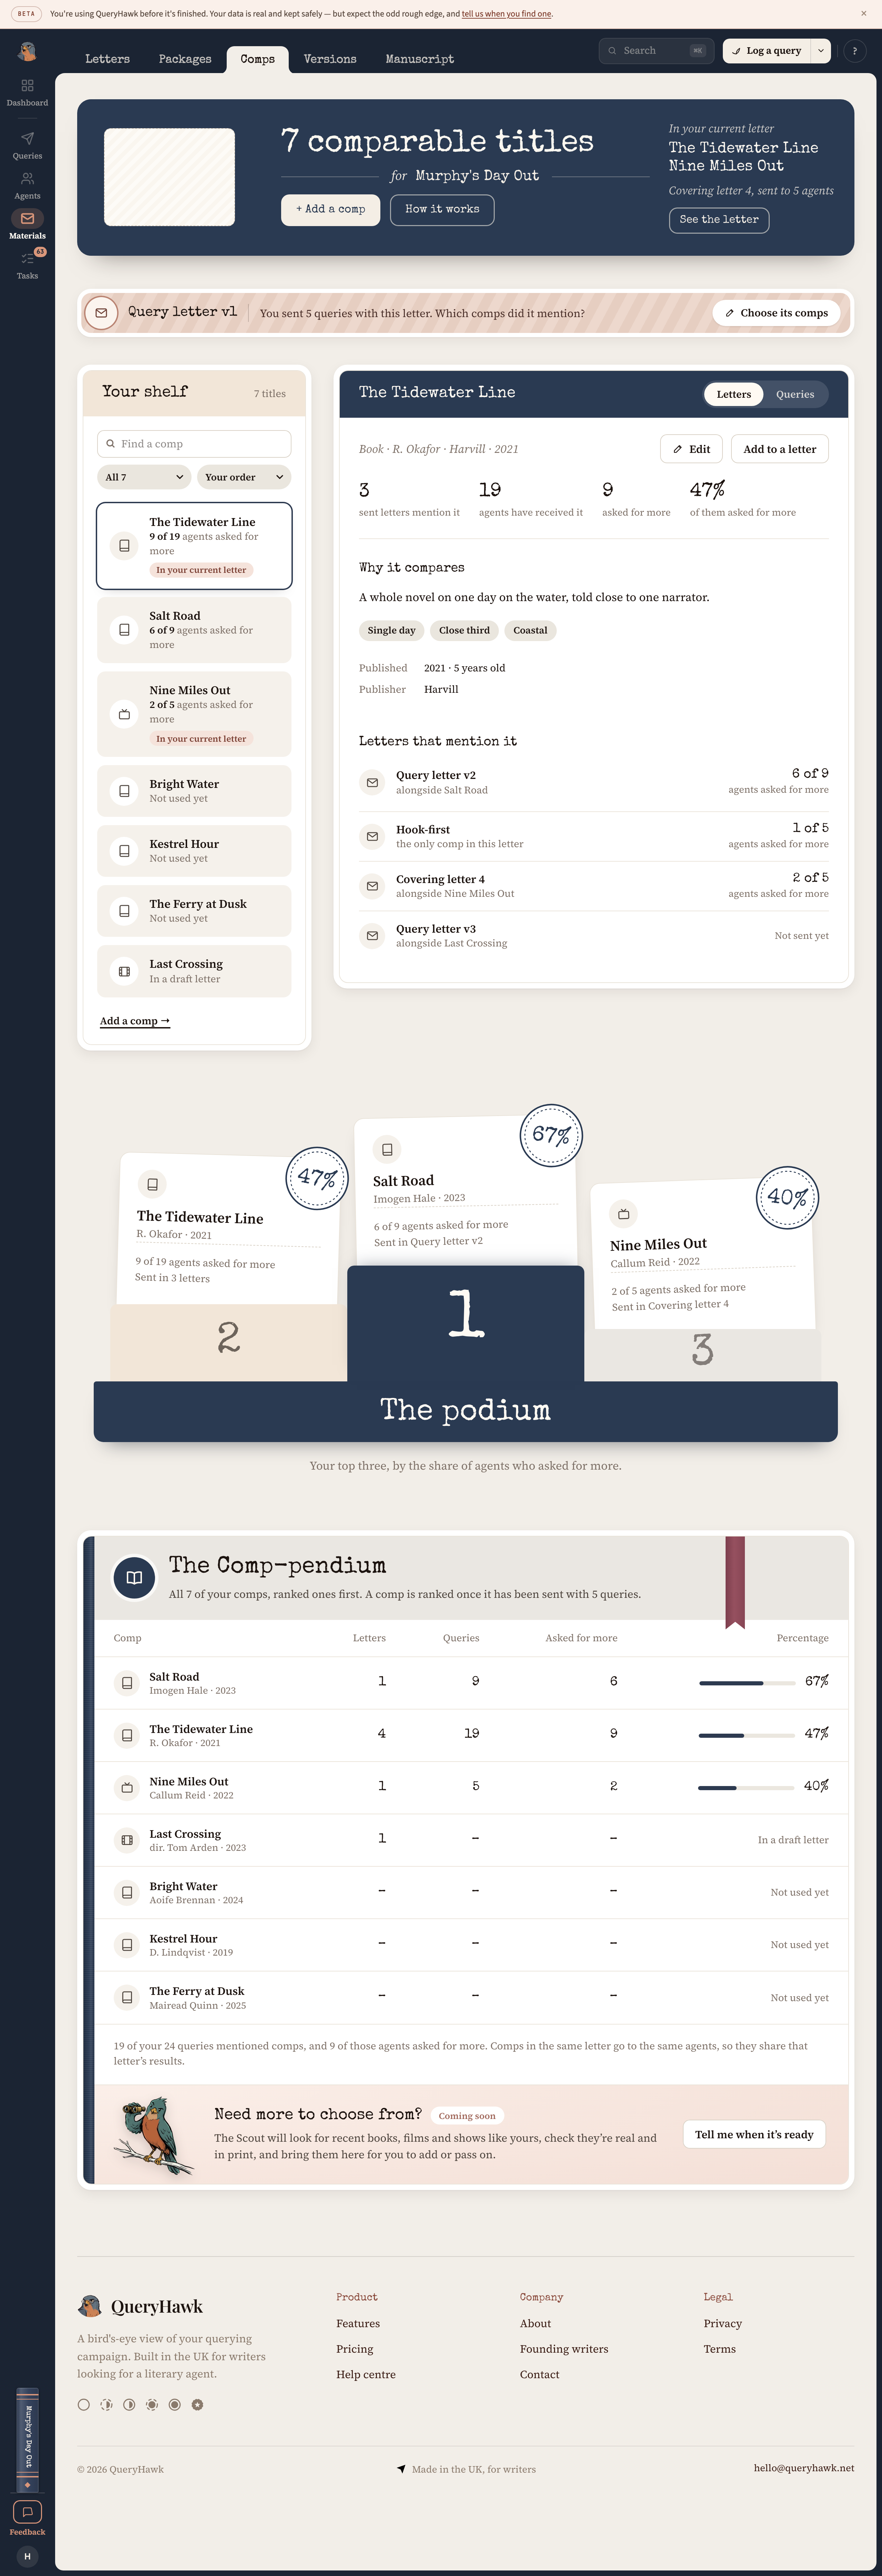 BETA You're using QueryHawk before it's finished. Your data is real and kept safely — but expect the odd rough edge, and tell us when you find one. ×
Letters Packages Comps Versions Manuscript
Search ⌘K Log a query ?
Dashboard
Queries
Agents
Materials
63
Tasks
7 comparable titles
for Murphy's Day Out
+ Add a comp How it works
In your current letter
The Tidewater Line
Nine Miles Out
Covering letter 4, sent to 5 agents
See the letter
Query letter v1 You sent 5 queries with this letter. Which comps did it mention? Choose its comps
Your shelf 7 titles
Find a comp
All 7 Your order
The Tidewater Line
9 of 19 agents asked for
more
In your current letter
Salt Road
6 of 9 agents asked for
more
Nine Miles Out
2 of 5 agents asked for
more
In your current letter
Bright Water
Not used yet
Kestrel Hour
Not used yet
The Ferry at Dusk
Not used yet
Last Crossing
In a draft letter
Add a comp →
The Tidewater Line Letters Queries
Book · R. Okafor · Harvill · 2021 Edit Add to a letter
3 19 9 47%
sent letters mention it agents have received it asked for more of them asked for more
Why it compares
A whole novel on one day on the water, told close to one narrator.
Single day Close third Coastal
Published 2021 · 5 years old
Publisher Harvill
Letters that mention it
Query letter v2 6 of 9
alongside Salt Road agents asked for more
Hook-first 1 of 5
the only comp in this letter agents asked for more
Covering letter 4 2 of 5
alongside Nine Miles Out agents asked for more
Query letter v3 Not sent yet
alongside Last Crossing
47%
The Tidewater Line
R. Okafor · 2021
9 of 19 agents asked for more
Sent in 3 letters
2
67%
Salt Road
Imogen Hale · 2023
6 of 9 agents asked for more
Sent in Query letter v2
1
40%
Nine Miles Out
Callum Reid · 2022
2 of 5 agents asked for more
Sent in Covering letter 4
3
The podium
Your top three, by the share of agents who asked for more.
The Comp-pendium
All 7 of your comps, ranked ones first. A comp is ranked once it has been sent with 5 queries.
Comp Letters Queries Asked for more Percentage
Salt Road 1 9 6 67%
Imogen Hale · 2023
The Tidewater Line 4 19 9 47%
R. Okafor · 2021
Nine Miles Out 1 5 2 40%
Callum Reid · 2022
Last Crossing 1 – – In a draft letter
dir. Tom Arden · 2023
Bright Water – – – Not used yet
Aoife Brennan · 2024
Kestrel Hour – – – Not used yet
D. Lindqvist · 2019
The Ferry at Dusk – – – Not used yet
Mairead Quinn · 2025
19 of your 24 queries mentioned comps, and 9 of those agents asked for more. Comps in the same letter go to the same agents, so they share that
letter's results.
Need more to choose from? Coming soon
The Scout will look for recent books, films and shows like yours, check they're real and
in print, and bring them here for you to add or pass on.
Tell me when it's ready
QueryHawk
A bird's-eye view of your querying
campaign. Built in the UK for writers
looking for a literary agent.
Product
Features
Pricing
Help centre
Company
About
Founding writers
Contact
Legal
Privacy
Terms
© 2026 QueryHawk Made in the UK, for writers hello@queryhawk.net
Murphy's Day Out
Feedback
H